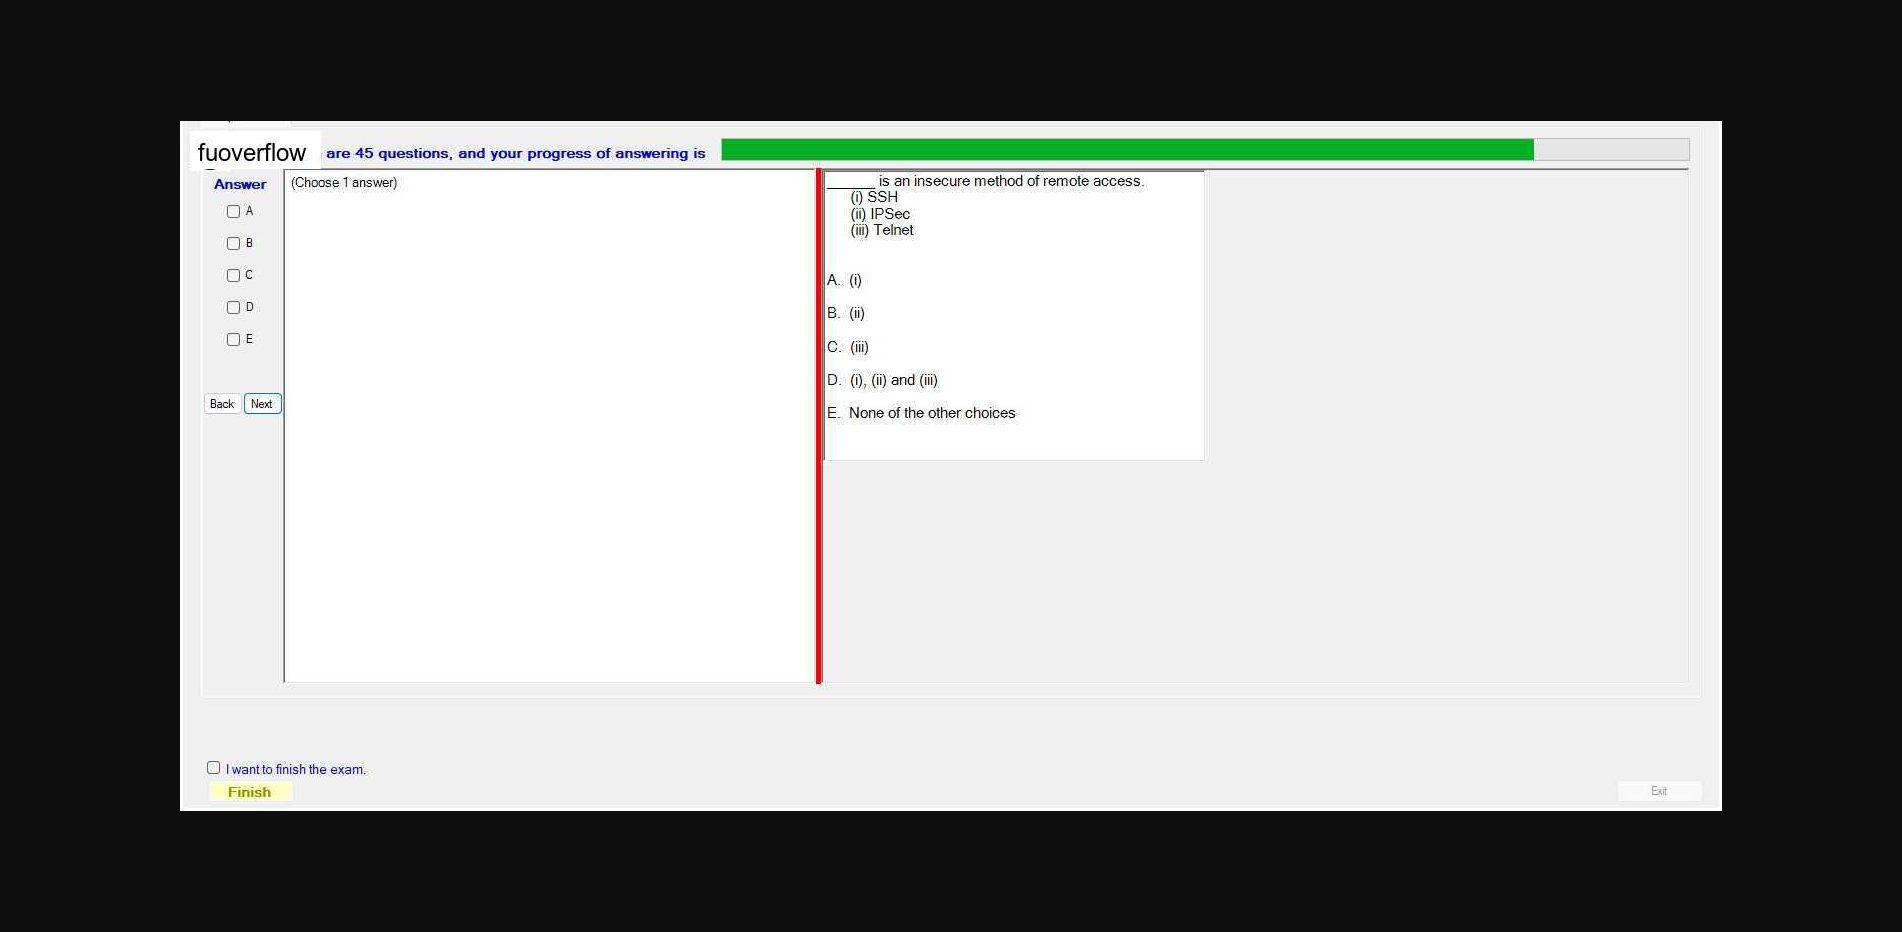 fuoverflow are 45 questions, and your progress of answering is
Answer
(Choose 1 answer)
A
B
C
D
E
Back Next
______ is an insecure method of remote access.
(i) SSH
(ii) IPSec
(iii) Telnet
A. (i)
B. (ii)
C. (iii)
D. (i), (ii) and (iii)
E. None of the other choices
I want to finish the exam.
Finish
Exit